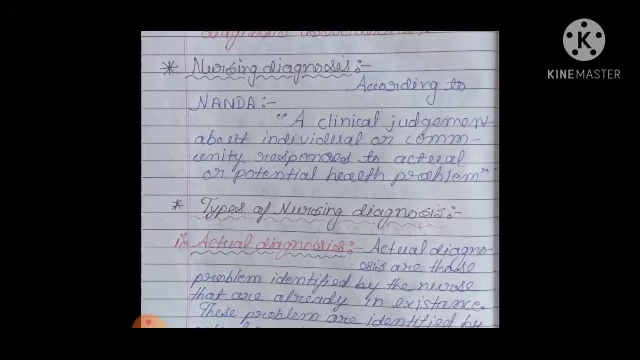 KINEMASTER
* Nursing diagnosis:-
According to
NANDA:-
"A clinical judgement
about individual or comm-
unity responses to actual
or potential health problem"
* Types of Nursing diagnosis:-
i) Actual diagnosis:- Actual diagno-
osis are those
problem identified by the nurse
that are already in existance.
These problem are identified by